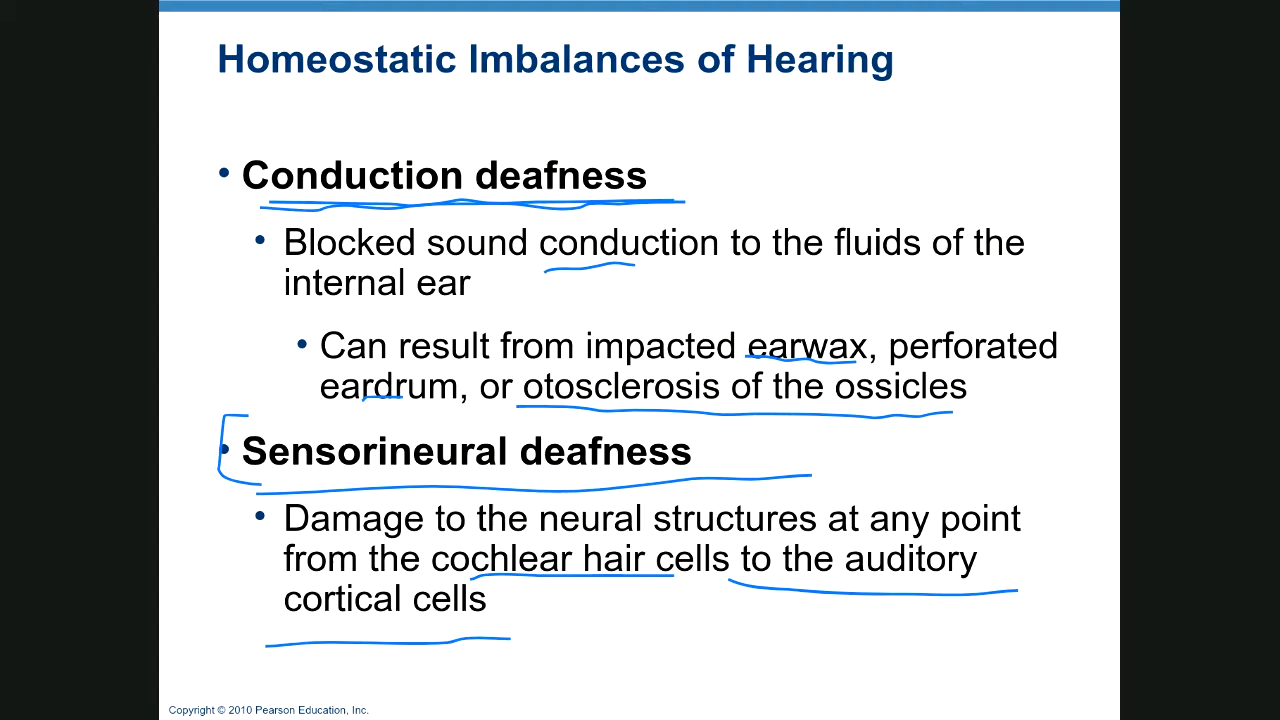 Homeostatic Imbalances of Hearing
• Conduction deafness
• Blocked sound conduction to the fluids of the
internal ear
• Can result from impacted earwax, perforated
eardrum, or otosclerosis of the ossicles
• Sensorineural deafness
• Damage to the neural structures at any point
from the cochlear hair cells to the auditory
cortical cells
Copyright © 2010 Pearson Education, Inc.